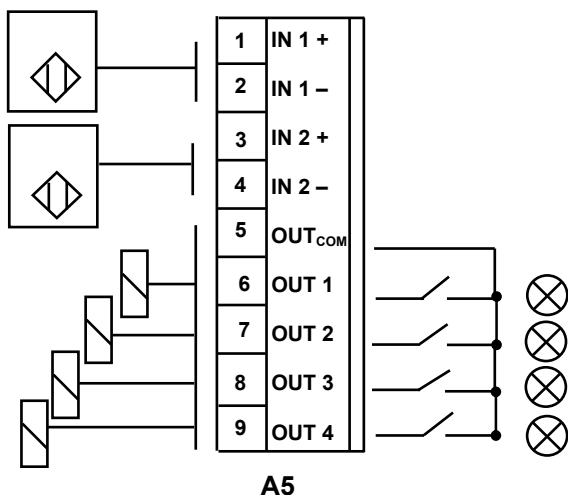 1 IN 1 +
2 IN 1 –
3 IN 2 +
4 IN 2 –
5 OUTCOM
6 OUT 1
7 OUT 2
8 OUT 3
9 OUT 4
A5